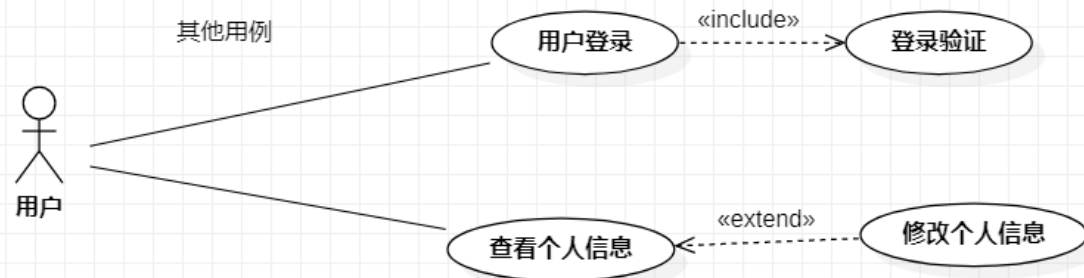 其他用例
用户登录
«include»
登录验证
用户
查看个人信息
«extend»
修改个人信息